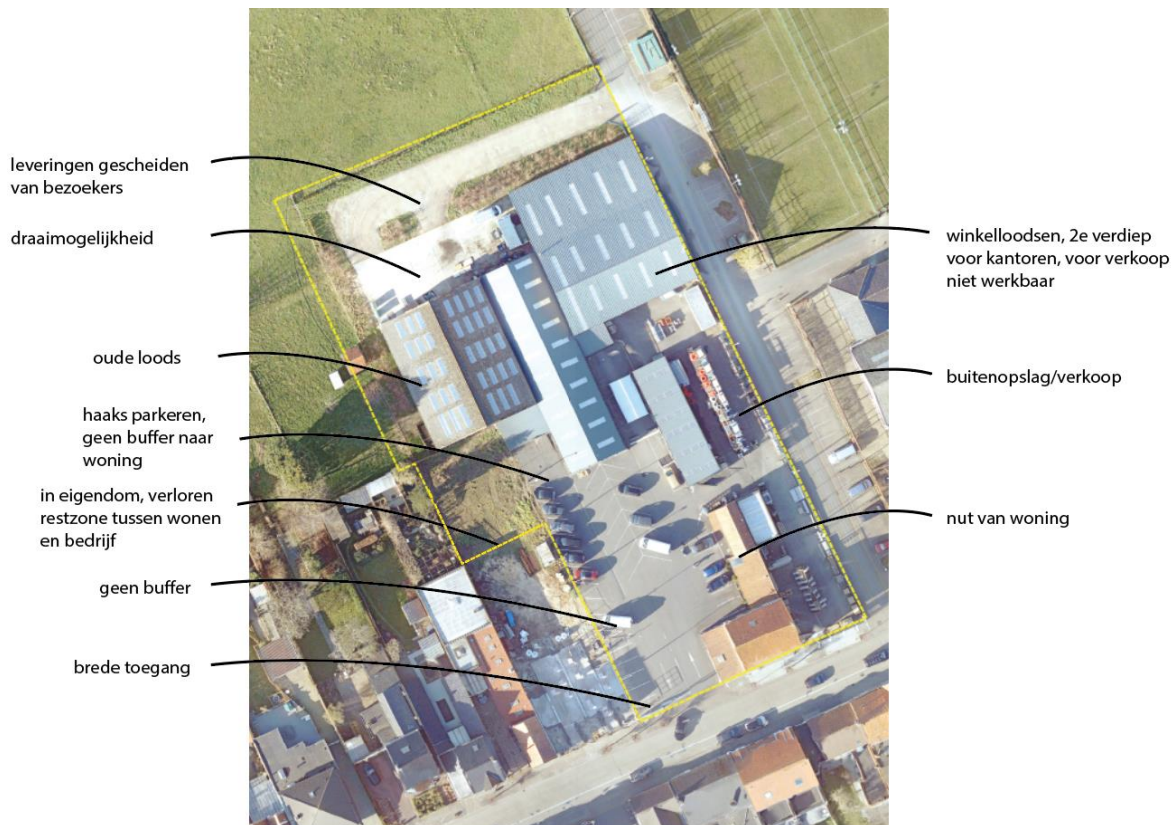 leveringen gescheiden
van bezoekers
draaimogelijkheid
oude loods
haaks parkeren,
geen buffer naar
woning
in eigendom, verloren
restzone tussen wonen
en bedrijf
geen buffer
brede toegang
winkelloodsen, 2e verdiep
voor kantoren, voor verkoop
niet werkbaar
buitenopslag/verkoop
nut van woning